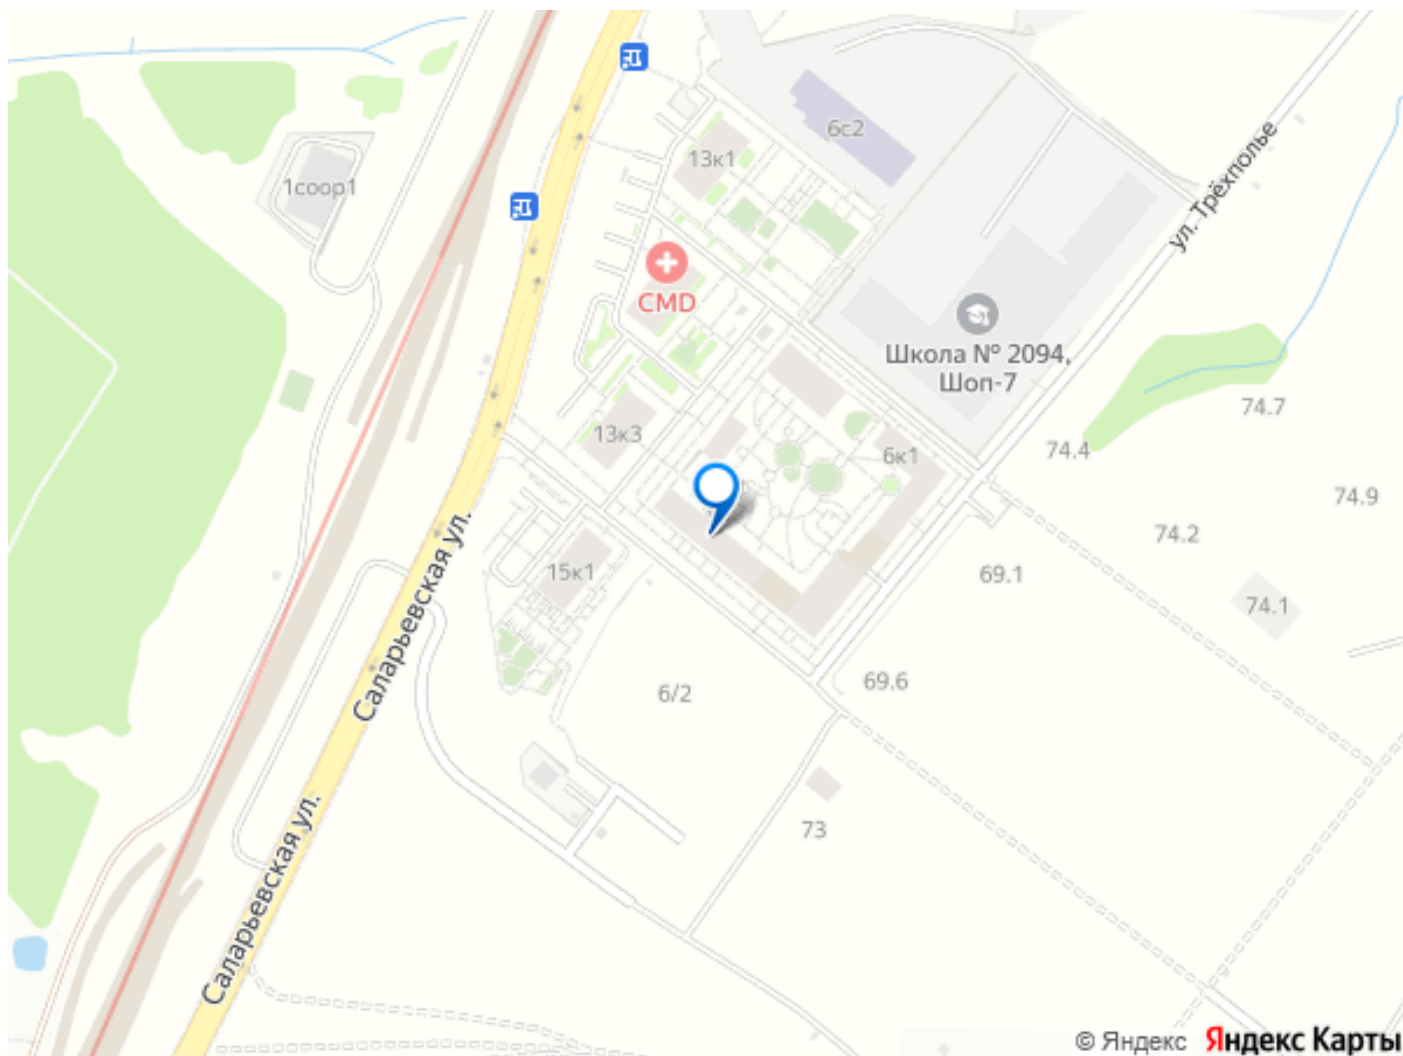 6с2
13к1
ул. Трёхполье
1соор1
CMD
Школа № 2094,
Шоп-7
74.7
13к3
6к1
74.4
74.9
74.2
15к1
69.1
74.1
Саларьевская ул.
69.6
6/2
73
Саларьевская ул.
© Яндекс Яндекс Карты